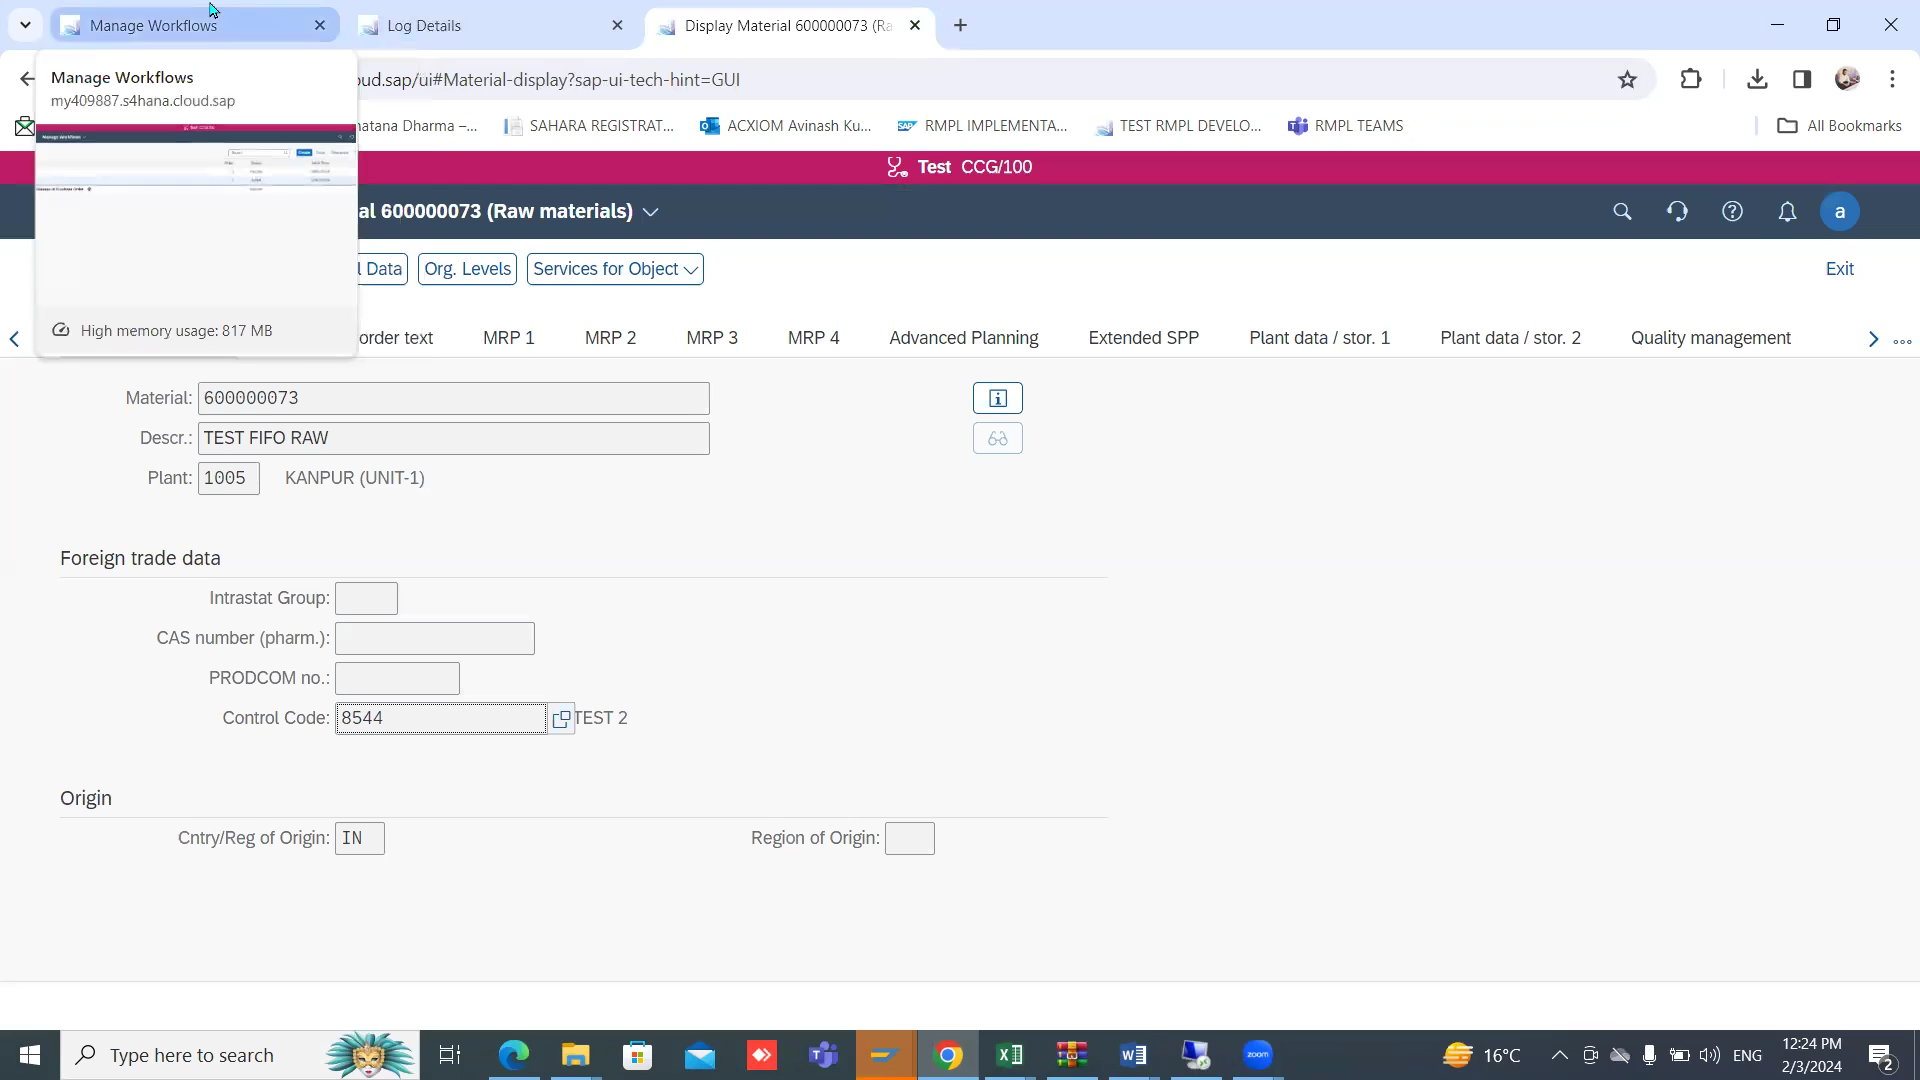 Manage Workflows
Log Details
Display Material 600000073 (Ra
Manage Workflows
my409887.s4hana.cloud.sap
High memory usage: 817 MB
oud.sap/ui#Material-display?sap-ui-tech-hint=GUI
natana Dharma –...
SAHARA REGISTRAT...
ACXIOM Avinash Ku...
RMPL IMPLEMENTA...
TEST RMPL DEVELO...
RMPL TEAMS
All Bookmarks
Test CCG/100
al 600000073 (Raw materials)
a
l Data
Org. Levels
Services for Object
Exit
order text
MRP 1
MRP 2
MRP 3
MRP 4
Advanced Planning
Extended SPP
Plant data / stor. 1
Plant data / stor. 2
Quality management
Material: 600000073
Descr.: TEST FIFO RAW
Plant: 1005 KANPUR (UNIT-1)
Foreign trade data
Intrastat Group:
CAS number (pharm.):
PRODCOM no.:
Control Code: 8544 TEST 2
Origin
Cntry/Reg of Origin: IN
Region of Origin:
Type here to search
zoom
16°C
ENG
12:24 PM
2/3/2024
2